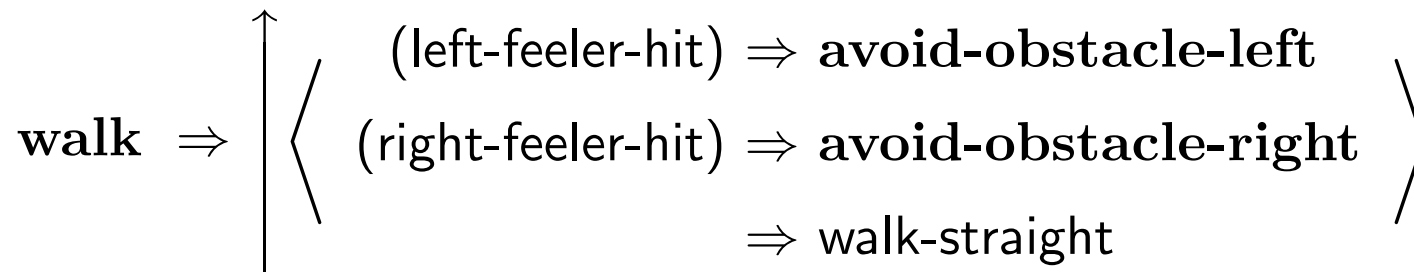 (left-feeler-hit) ⇒ avoid-obstacle-left
walk ⇒ (right-feeler-hit) ⇒ avoid-obstacle-right
⇒ walk-straight